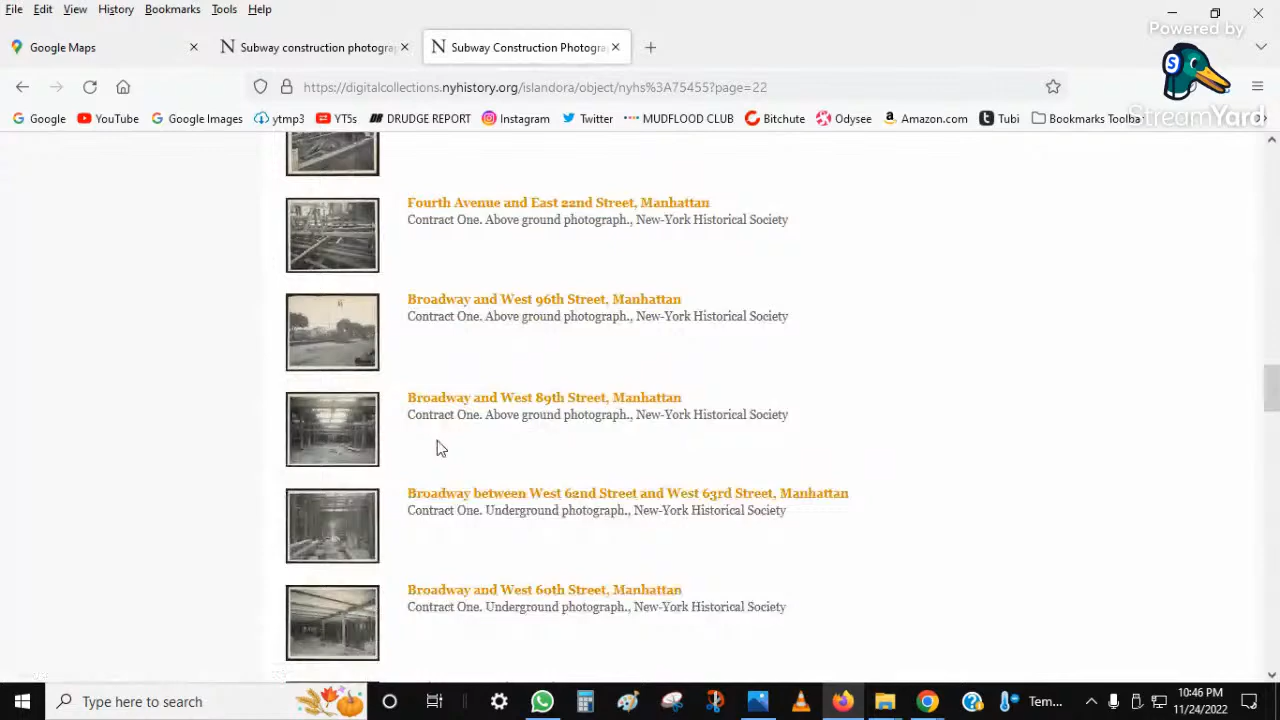 File Edit View History Bookmarks Tools Help
Powered by
StreamYard
Google Maps
N Subway construction photogra
N Subway Construction Photogra
https://digitalcollections.nyhistory.org/islandora/object/nyhs%3A75455?page=22
Google YouTube Google Images ytmp3 YT5s DRUDGE REPORT Instagram Twitter MUDFLOOD CLUB Bitchute Odysee Amazon.com Tubi Bookmarks Toolba
Fourth Avenue and East 22nd Street, Manhattan
Contract One. Above ground photograph., New-York Historical Society
Broadway and West 96th Street, Manhattan
Contract One. Above ground photograph., New-York Historical Society
Broadway and West 89th Street, Manhattan
Contract One. Above ground photograph., New-York Historical Society
Broadway between West 62nd Street and West 63rd Street, Manhattan
Contract One. Underground photograph., New-York Historical Society
Broadway and West 60th Street, Manhattan
Contract One. Underground photograph., New-York Historical Society
Type here to search
Tem...
10:46 PM
11/24/2022